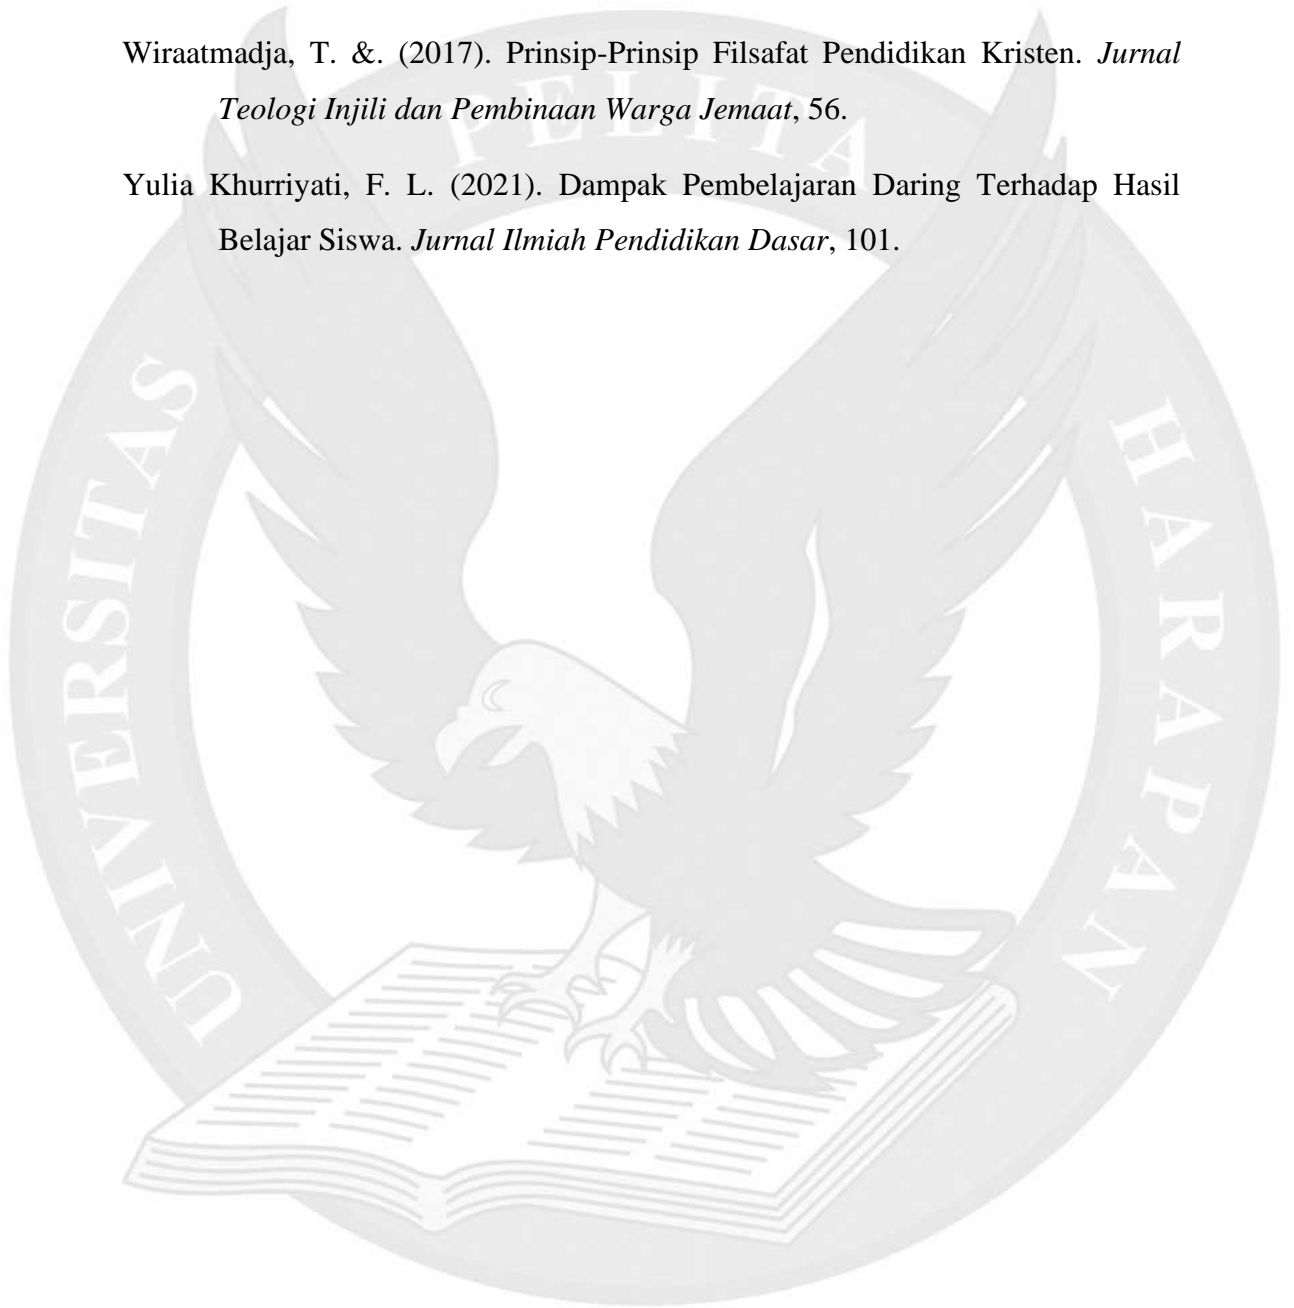 Wiraatmadja, T. &. (2017). Prinsip-Prinsip Filsafat Pendidikan Kristen. Jurnal
Teologi Injili dan Pembinaan Warga Jemaat, 56.
Yulia Khurriyati, F. L. (2021). Dampak Pembelajaran Daring Terhadap Hasil
Belajar Siswa. Jurnal Ilmiah Pendidikan Dasar, 101.
UNIVERSITAS PELITA HARAPAN